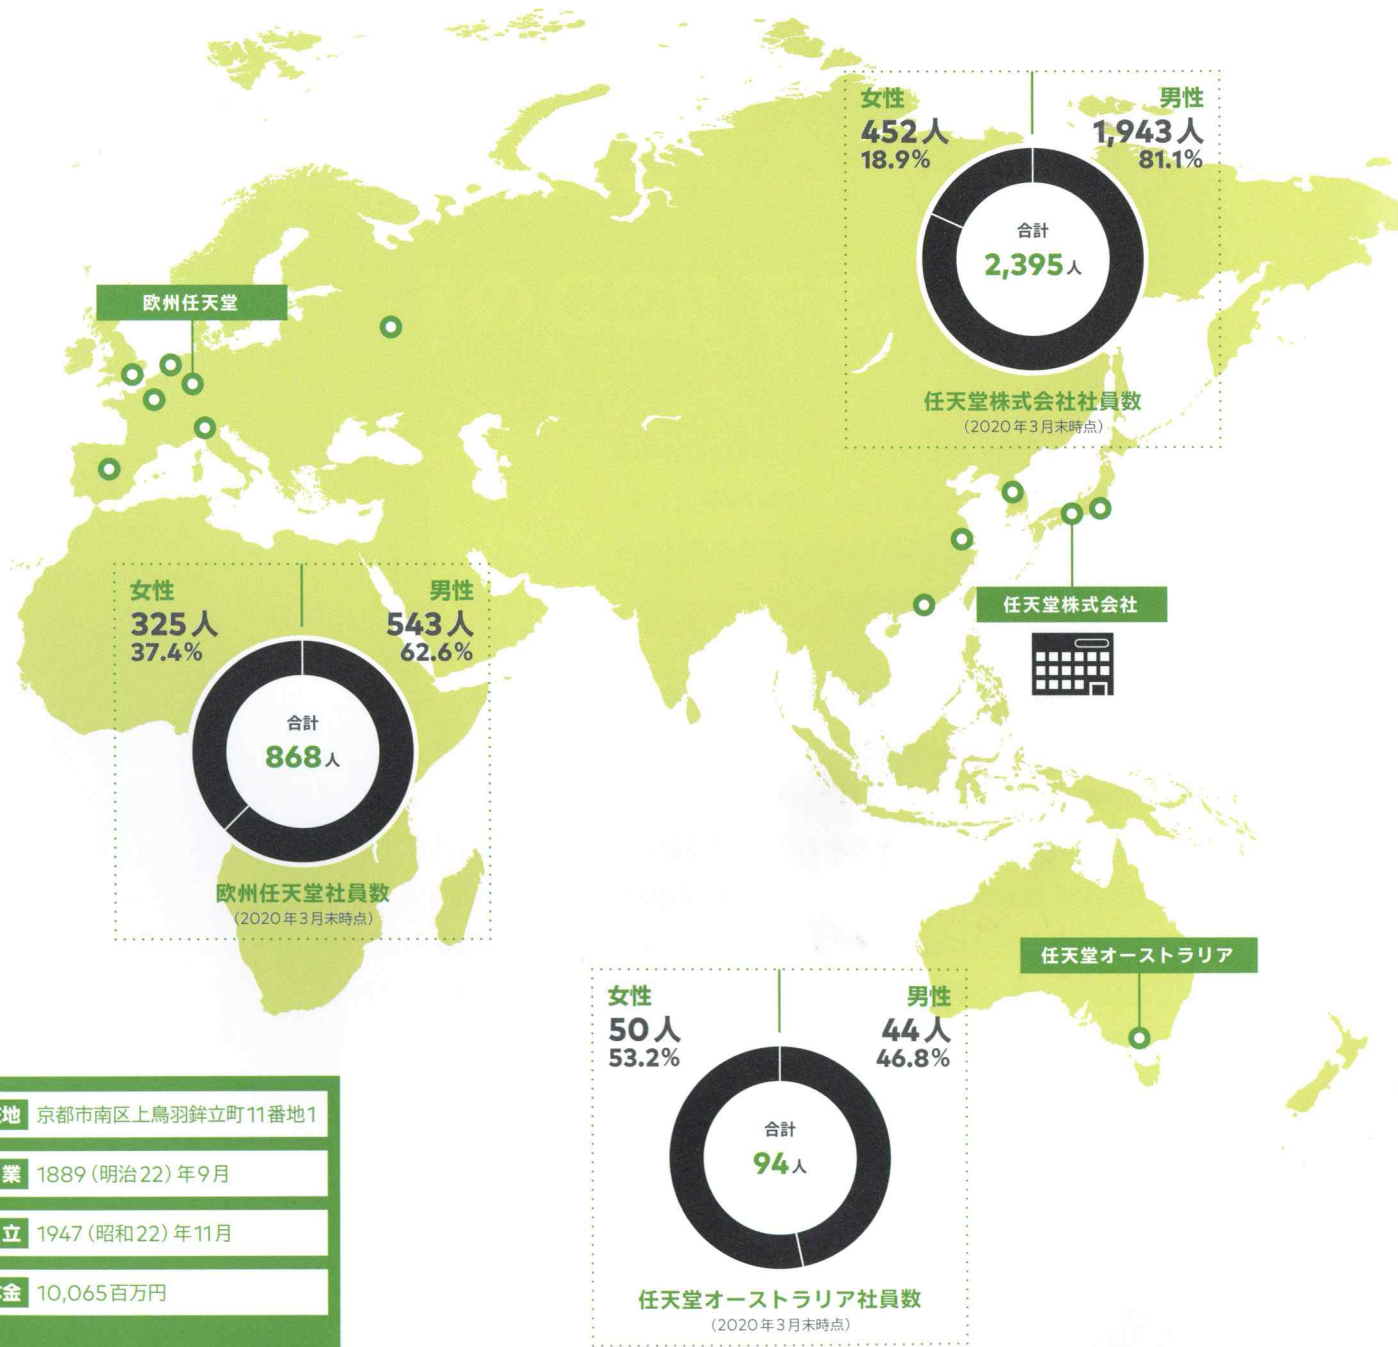 女性
452人
18.9%
男性
1,943人
81.1%
合計
2,395人
任天堂株式会社社員数
(2020年3月末時点)
欧州任天堂
任天堂株式会社
女性
325人
37.4%
男性
543人
62.6%
合計
868人
欧州任天堂社員数
(2020年3月末時点)
任天堂オーストラリア
女性
50人
53.2%
男性
44人
46.8%
合計
94人
任天堂オーストラリア社員数
(2020年3月末時点)
地 京都市南区上鳥羽鉾立町11番地1
業 1889(明治22)年9月
立 1947(昭和22)年11月
金 10,065百万円